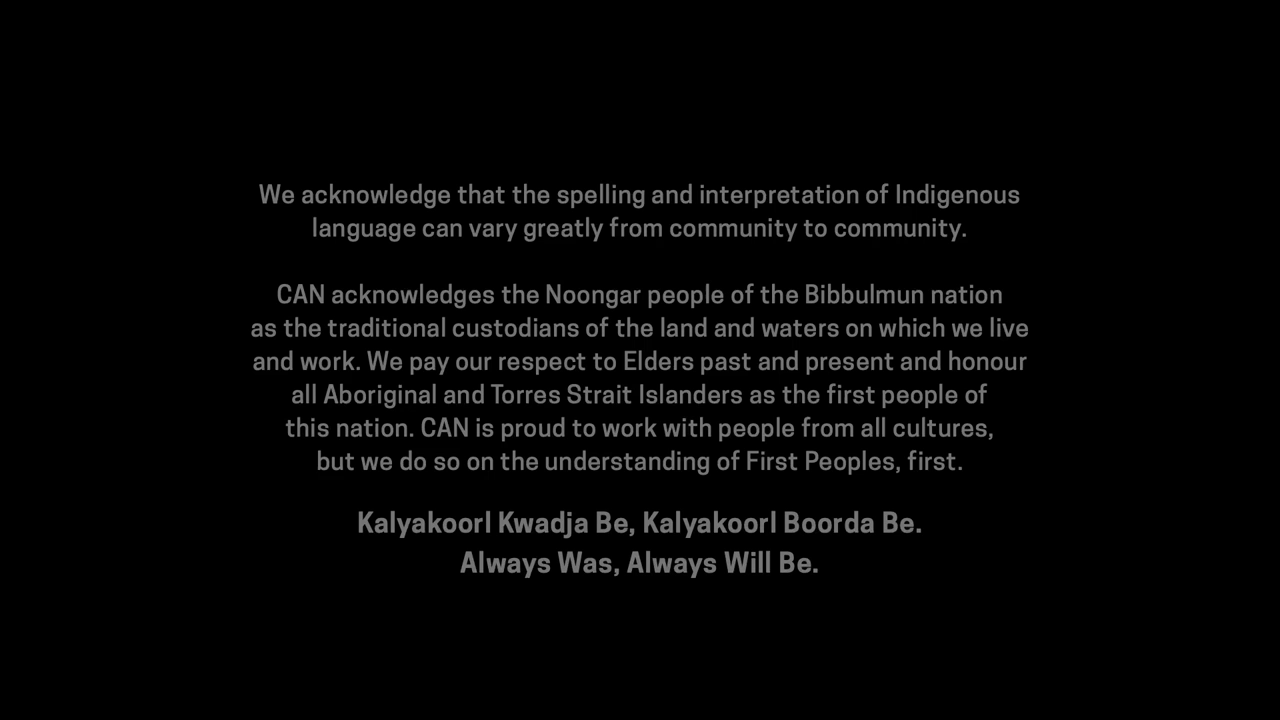 We acknowledge that the spelling and interpretation of Indigenous
language can vary greatly from community to community.
CAN acknowledges the Noongar people of the Bibbulmun nation
as the traditional custodians of the land and waters on which we live
and work. We pay our respect to Elders past and present and honour
all Aboriginal and Torres Strait Islanders as the first people of
this nation. CAN is proud to work with people from all cultures,
but we do so on the understanding of First Peoples, first.
Kalyakoorl Kwadja Be, Kalyakoorl Boorda Be.
Always Was, Always Will Be.